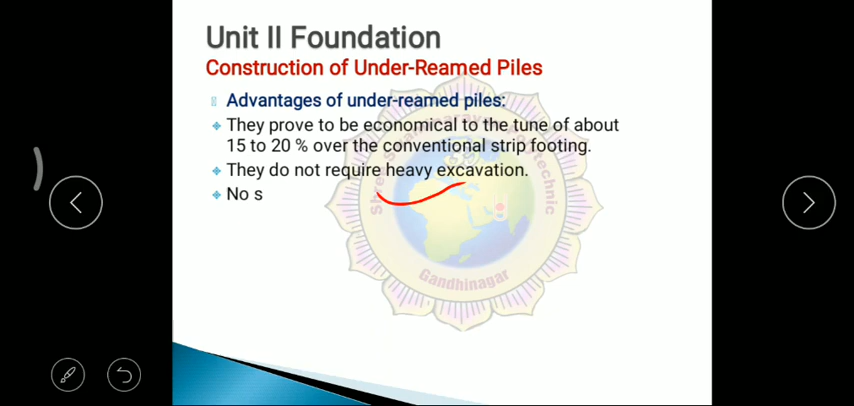 Unit II Foundation
Construction of Under-Reamed Piles
Advantages of under-reamed piles:
They prove to be economical to the tune of about
15 to 20 % over the conventional strip footing.
They do not require heavy excavation.
No s
Gandhinagar